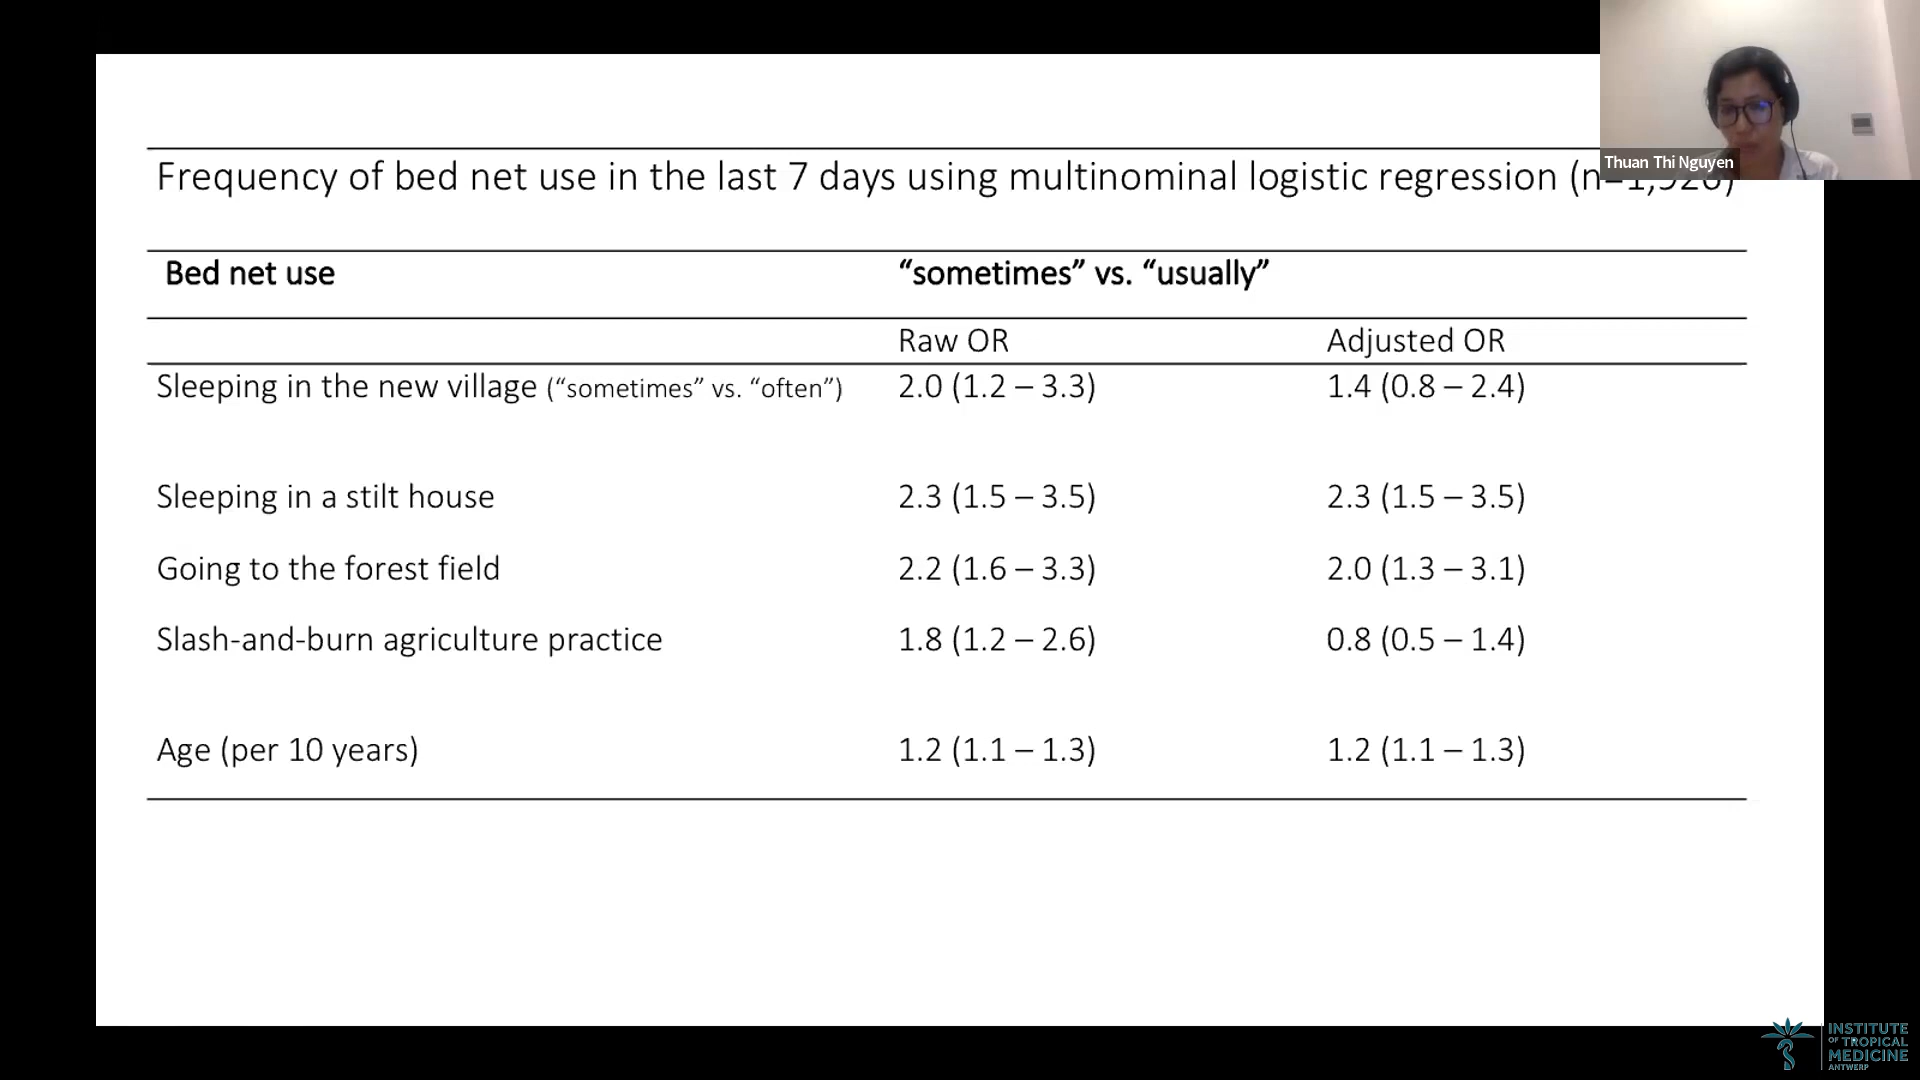 Frequency of bed net use in the last 7 days using multinominal logistic regression
Thuan Thi Nguyen
Bed net use “sometimes” vs. “usually”
Raw OR Adjusted OR
Sleeping in the new village (“sometimes” vs. “often”) 2.0 (1.2 – 3.3) 1.4 (0.8 – 2.4)
Sleeping in a stilt house 2.3 (1.5 – 3.5) 2.3 (1.5 – 3.5)
Going to the forest field 2.2 (1.6 – 3.3) 2.0 (1.3 – 3.1)
Slash-and-burn agriculture practice 1.8 (1.2 – 2.6) 0.8 (0.5 – 1.4)
Age (per 10 years) 1.2 (1.1 – 1.3) 1.2 (1.1 – 1.3)
INSTITUTE
OF TROPICAL
MEDICINE
ANTWERP